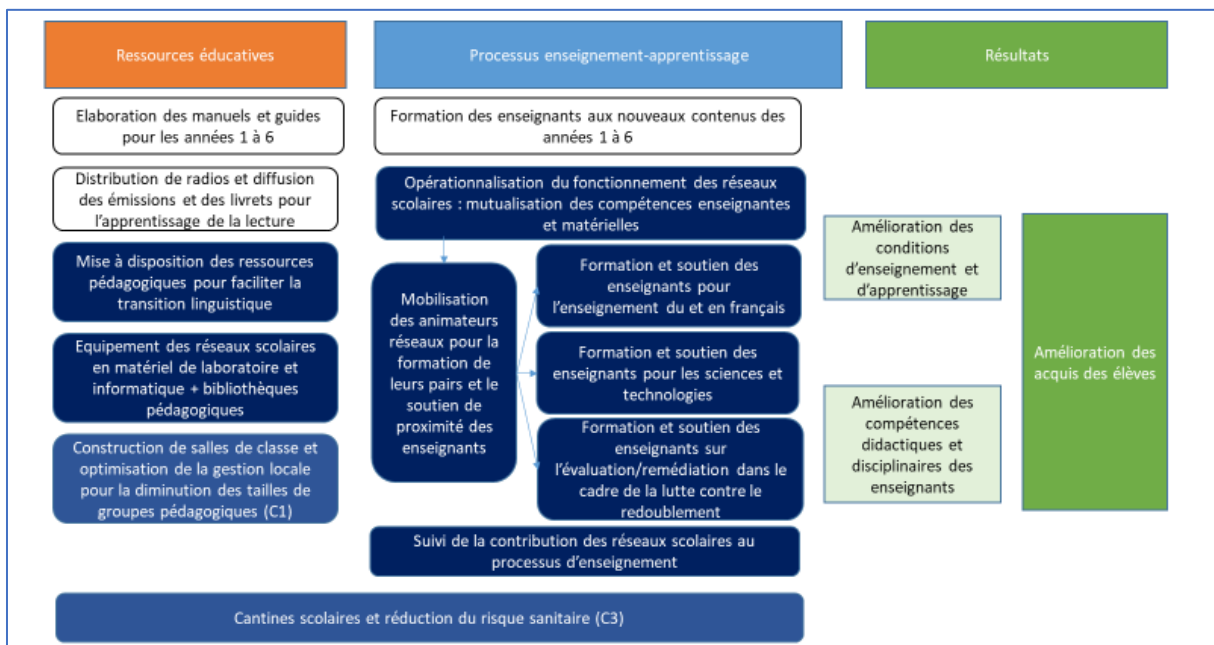 Ressources éducatives
Processus enseignement-apprentissage
Résultats
Elaboration des manuels et guides
pour les années 1 à 6
Formation des enseignants aux nouveaux contenus des
années 1 à 6
Distribution de radios et diffusion
des émissions et des livrets pour
l'apprentissage de la lecture
Opérationnalisation du fonctionnement des réseaux
scolaires : mutualisation des compétences enseignantes
et matérielles
Mise à disposition des ressources
pédagogiques pour faciliter la
transition linguistique
Equipement des réseaux scolaires
en matériel de laboratoire et
informatique + bibliothèques
pédagogiques
Construction de salles de classe et
optimisation de la gestion locale
pour la diminution des tailles de
groupes pédagogiques (C1)
Mobilisation
des animateurs
réseaux pour la
formation de
leurs pairs et le
soutien de
proximité des
enseignants
Formation et soutien des
enseignants pour
l'enseignement du et en français
Formation et soutien des
enseignants pour les sciences et
technologies
Formation et soutien des
enseignants sur
l'évaluation/remédiation dans le
cadre de la lutte contre le
redoublement
Suivi de la contribution des réseaux scolaires au
processus d'enseignement
Cantines scolaires et réduction du risque sanitaire (C3)
Amélioration des
conditions
d'enseignement et
d'apprentissage
Amélioration des
compétences
didactiques et
disciplinaires des
enseignants
Amélioration des
acquis des élèves